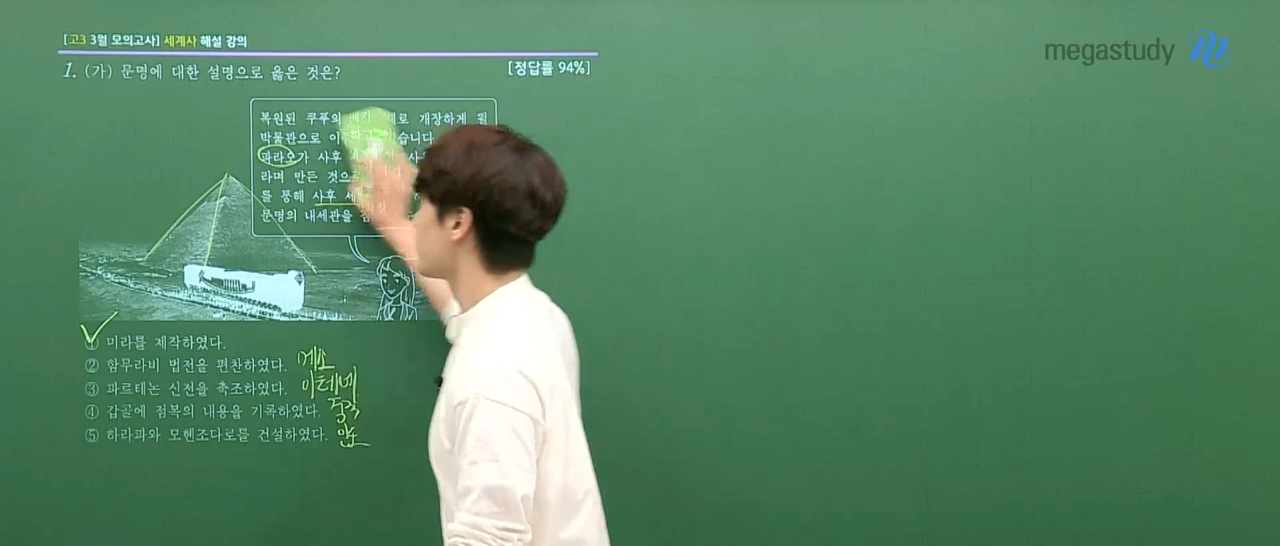 [고3 3월 모의고사] 세계사 해설 강의
megastudy
1. (가) 문명에 대한 설명으로 옳은 것은?
[정답률 94%]
복원된 쿠푸의 개장하게 될
박물관으로
파라오가 사후
라며 만든 것으로
를 통해 사후
문명의 내세관을
① 미라를 제작하였다.
② 함무라비 법전을 편찬하였다. 메소
③ 파르테논 신전을 축조하였다. 아테네
④ 갑골에 점복의 내용을 기록하였다. 중국
⑤ 하라파와 모헨조다로를 건설하였다. 인도